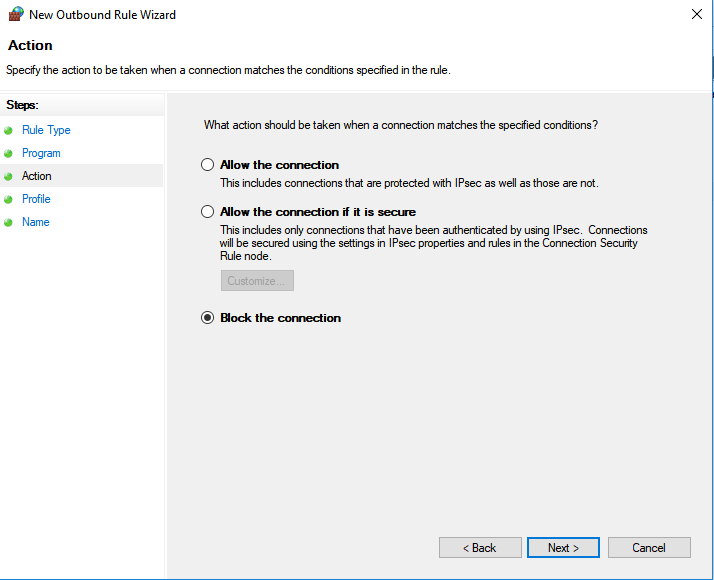 New Outbound Rule Wizard
Action
Specify the action to be taken when a connection matches the conditions specified in the rule.
Steps:
Rule Type
Program
Action
Profile
Name
What action should be taken when a connection matches the specified conditions?
Allow the connection
This includes connections that are protected with IPsec as well as those are not.
Allow the connection if it is secure
This includes only connections that have been authenticated by using IPsec. Connections
will be secured using the settings in IPsec properties and rules in the Connection Security
Rule node.
Customize...
Block the connection
< Back
Next >
Cancel